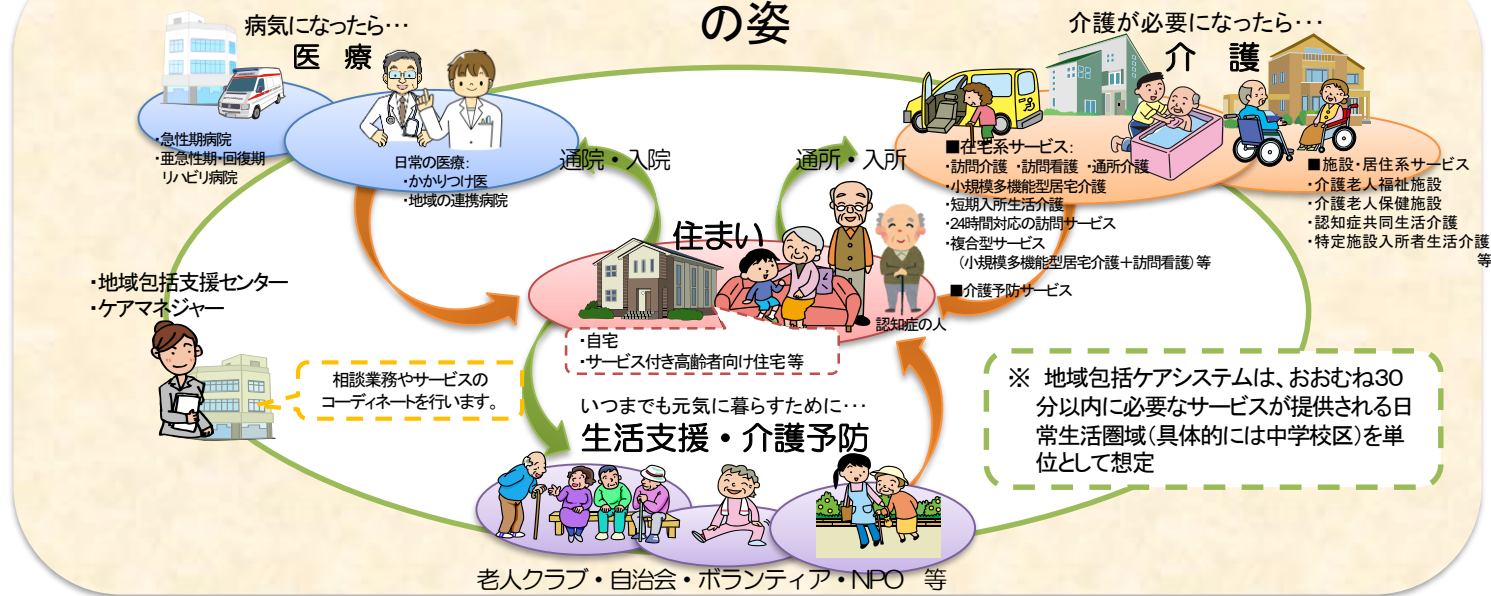 の姿
病気になったら･･･
医 療
・急性期病院
・亜急性期・回復期
リハビリ病院
日常の医療：
・かかりつけ医
・地域の連携病院
通院・入院
通所・入所
介護が必要になったら･･･
介 護
■在宅系サービス：
・訪問介護 ・訪問看護 ・通所介護
・小規模多機能型居宅介護
・短期入所生活介護
・24時間対応の訪問サービス
・複合型サービス
（小規模多機能型居宅介護＋訪問看護）等
■介護予防サービス
■施設・居住系サービス
・介護老人福祉施設
・介護老人保健施設
・認知症共同生活介護
・特定施設入所者生活介護
等
住まい
認知症の人
・自宅
・サービス付き高齢者向け住宅等
・地域包括支援センター
・ケアマネジャー
相談業務やサービスの
コーディネートを行います。
いつまでも元気に暮らすために･･･
生活支援・介護予防
老人クラブ・自治会・ボランティア・NPO 等
※ 地域包括ケアシステムは、おおむね30
分以内に必要なサービスが提供される日
常生活圏域（具体的には中学校区）を単
位として想定